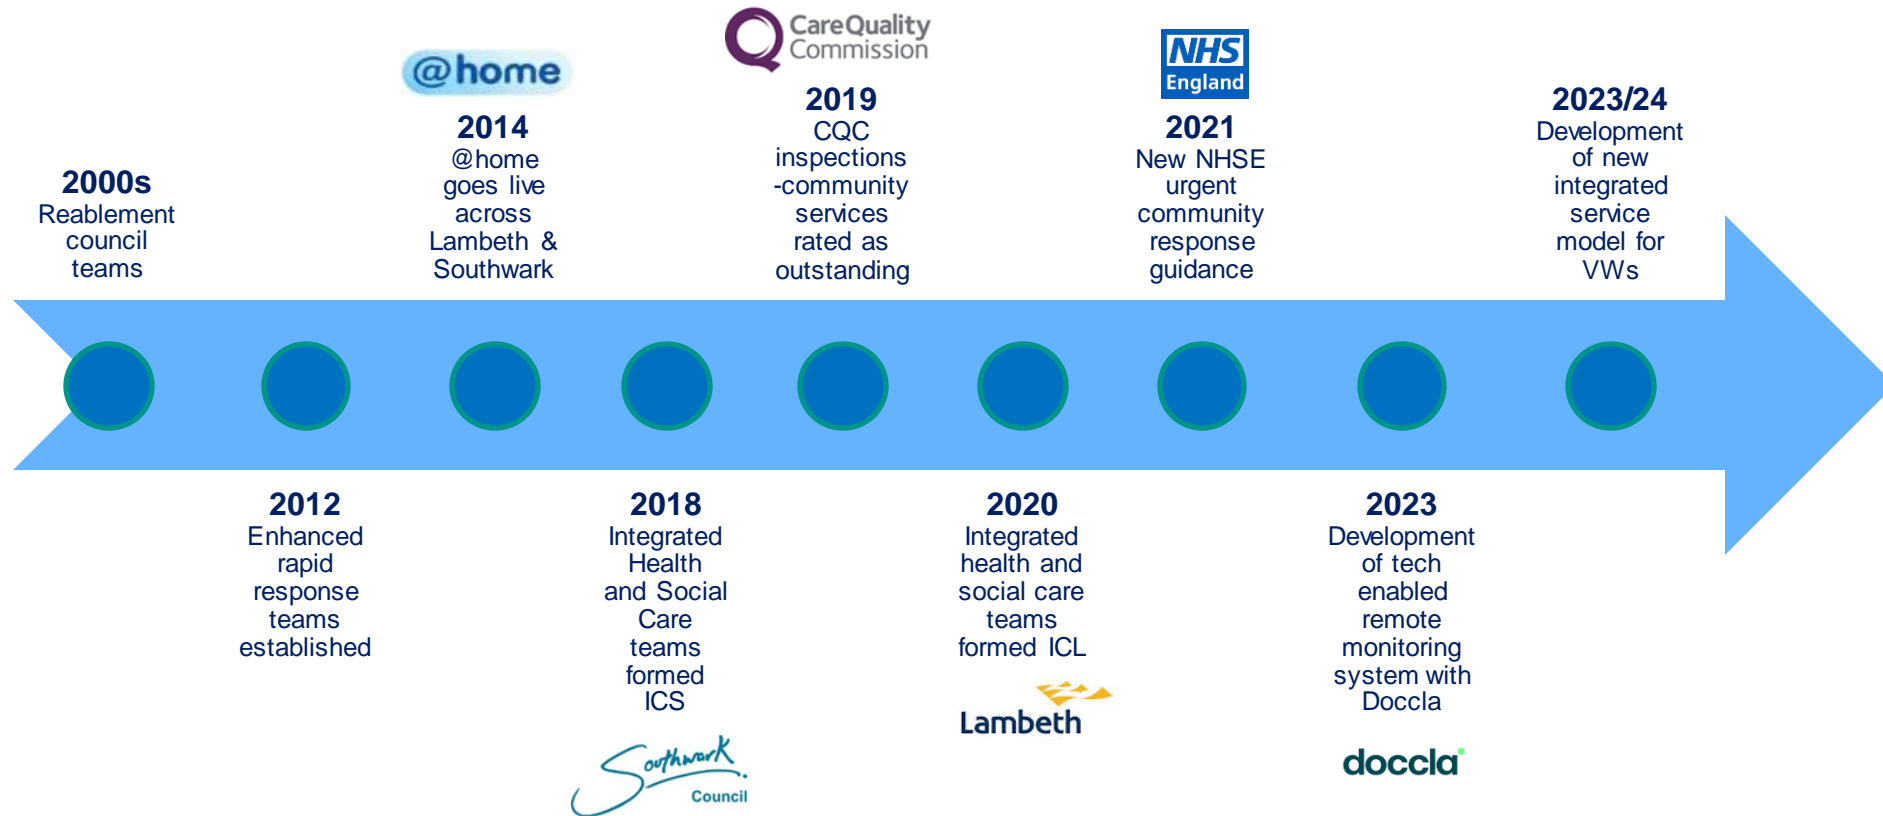 2000s
Reablement
council
teams
2012
Enhanced
rapid
response
teams
established
@home
2014
@home
goes live
across
Lambeth &
Southwark
2018
Integrated
Health
and Social
Care
teams
formed
ICS
Southwark
Council
CareQuality
Commission
2019
CQC
inspections
-community
services
rated as
outstanding
2020
Integrated
health and
social care
teams
formed ICL
Lambeth
NHS
England
2021
New NHSE
urgent
community
response
guidance
2023
Development
of tech
enabled
remote
monitoring
system with
Doccla
doccla
2023/24
Development
of new
integrated
service
model for
VWs